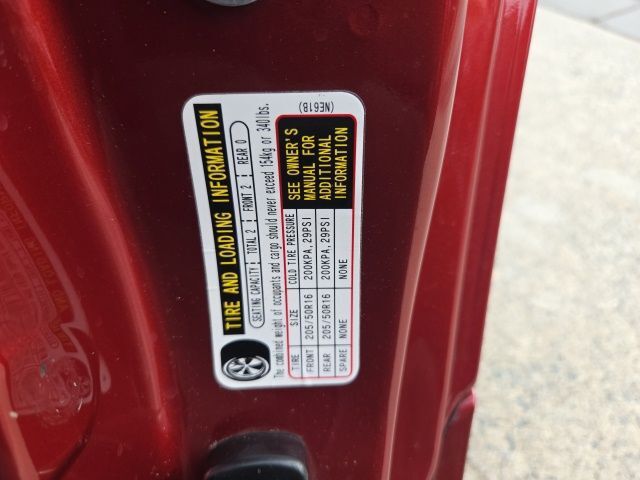 TIRE AND LOADING INFORMATION
SEATING CAPACITY: TOTAL 2 : FRONT 2 : REAR 0
The combined weight of occupants and cargo should never exceed 154kg or 340lbs.
TIRE SIZE COLD TIRE PRESSURE
FRONT 205/50R16 200KPA, 29PSI
REAR 205/50R16 200KPA, 29PSI
SPARE NONE NONE
SEE OWNER'S
MANUAL FOR
ADDITIONAL
INFORMATION
(NE61B)